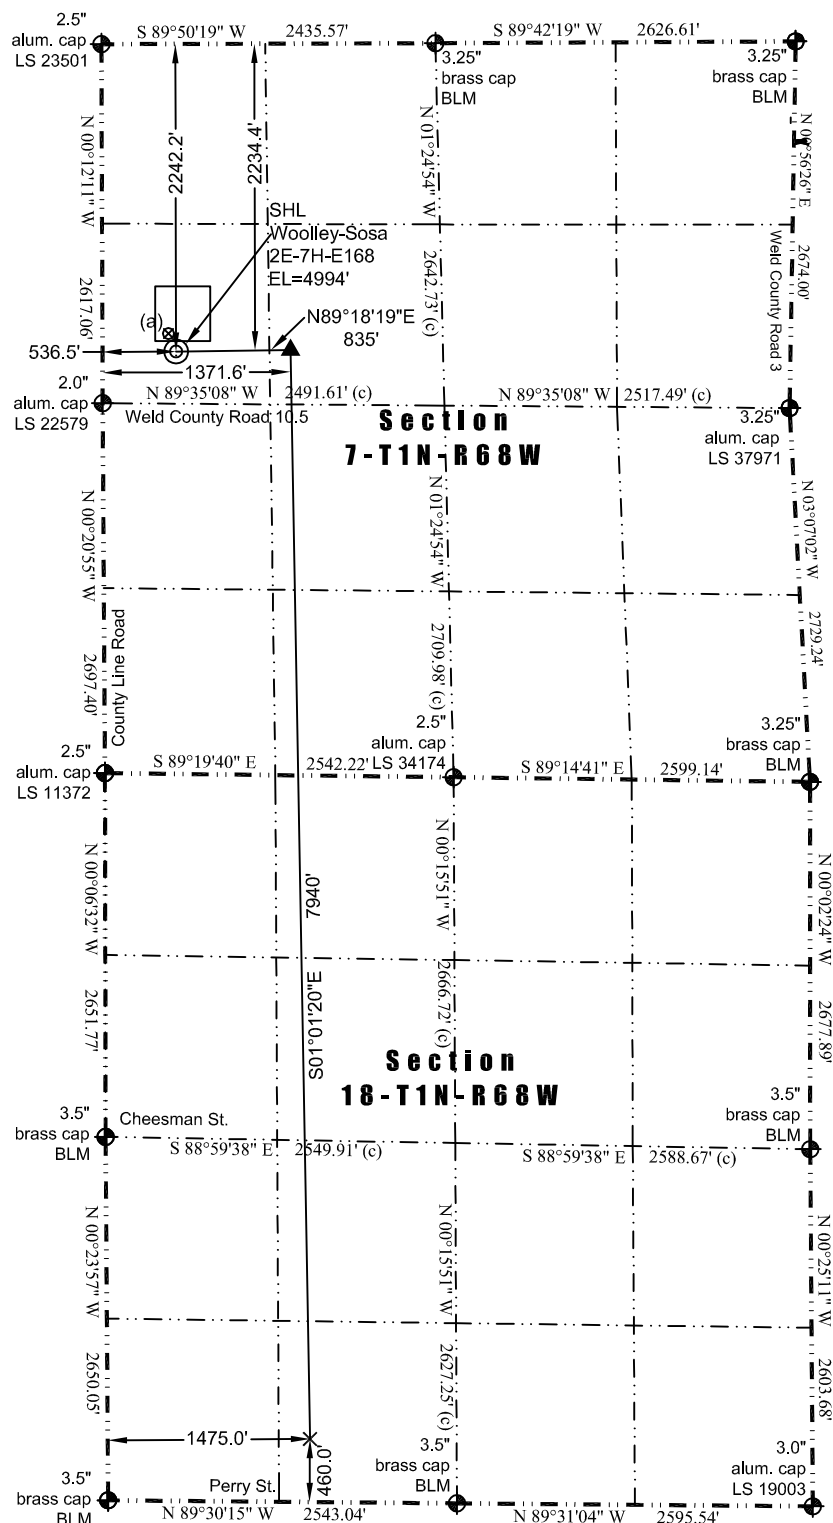 2.5"
alum. cap
LS 23501
S 89°50'19" W
2435.57'
S 89°42'19" W
2626.61'
3.25"
brass cap
BLM
3.25"
brass cap
BLM
N 00°12'11" W
2617.06'
2242.2'
2234.4'
N 01°24'54" W
2642.73' (c)
N 00°56'26" E
2674.00'
Weld County Road 3
SHL
Woolley-Sosa
2E-7H-E168
EL=4994'
(a)
N89°18'19"E
835'
536.5'
1371.6'
2.0"
alum. cap
LS 22579
N 89°35'08" W
2491.61' (c)
N 89°35'08" W
2517.49' (c)
Weld County Road 10.5
Section
7-T1N-R68W
3.25"
alum. cap
LS 37971
N 00°20'55" W
2697.40'
County Line Road
N 01°24'54" W
2709.98' (c)
N 03°07'02" W
2729.24'
2.5"
alum. cap
LS 11372
S 89°19'40" E
2542.22'
2.5"
alum. cap
LS 34174
S 89°14'41" E
2599.14'
3.25"
brass cap
BLM
N 00°06'32" W
2651.77'
7940'
S01°01'20"E
N 00°15'51" W
2666.72' (c)
N 00°02'24" W
2677.89'
Section
18-T1N-R68W
3.5"
brass cap
BLM
Cheesman St.
S 88°59'38" E
2549.91' (c)
S 88°59'38" E
2588.67' (c)
3.5"
brass cap
BLM
N 00°23'57" W
2650.05'
N 00°15'51" W
2627.25' (c)
N 00°25'11" W
2603.68'
1475.0'
460.0'
3.5"
brass cap
BLM
Perry St.
N 89°30'15" W
2543.04'
3.5"
brass cap
BLM
N 89°31'04" W
2595.54'
3.0"
alum. cap
LS 19003